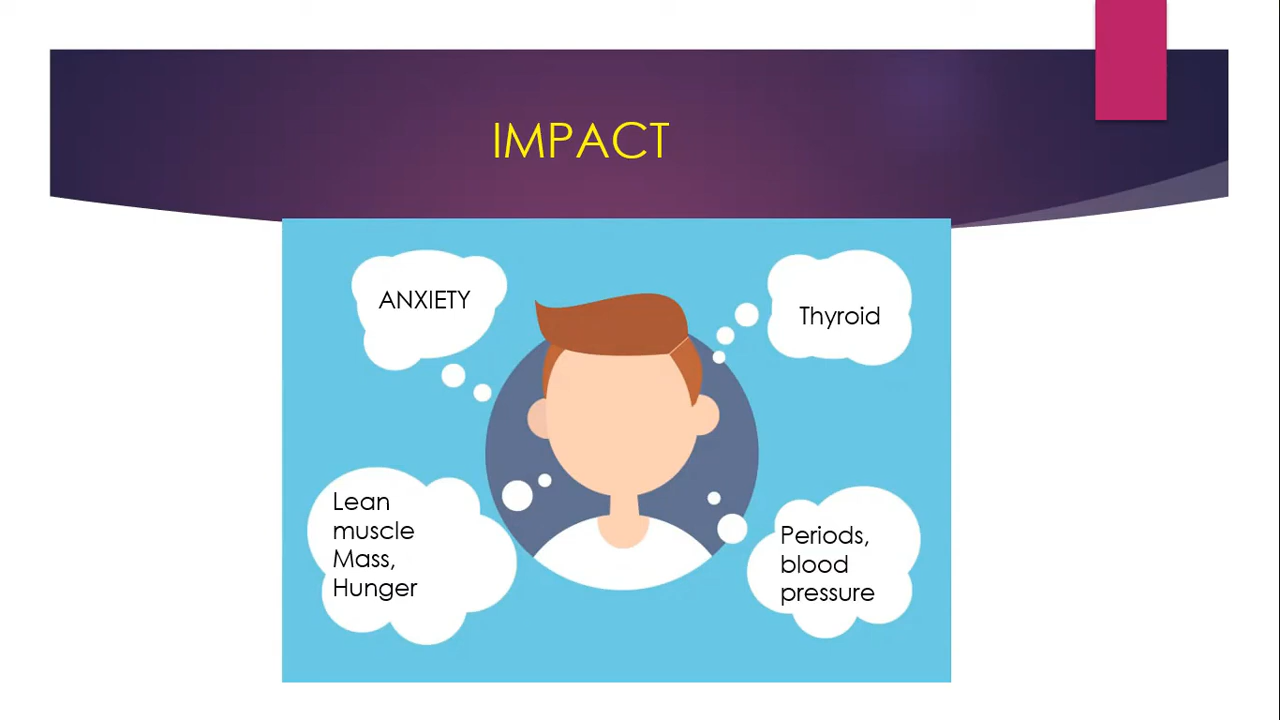 IMPACT
ANXIETY
Thyroid
Lean
muscle
Mass,
Hunger
Periods,
blood
pressure